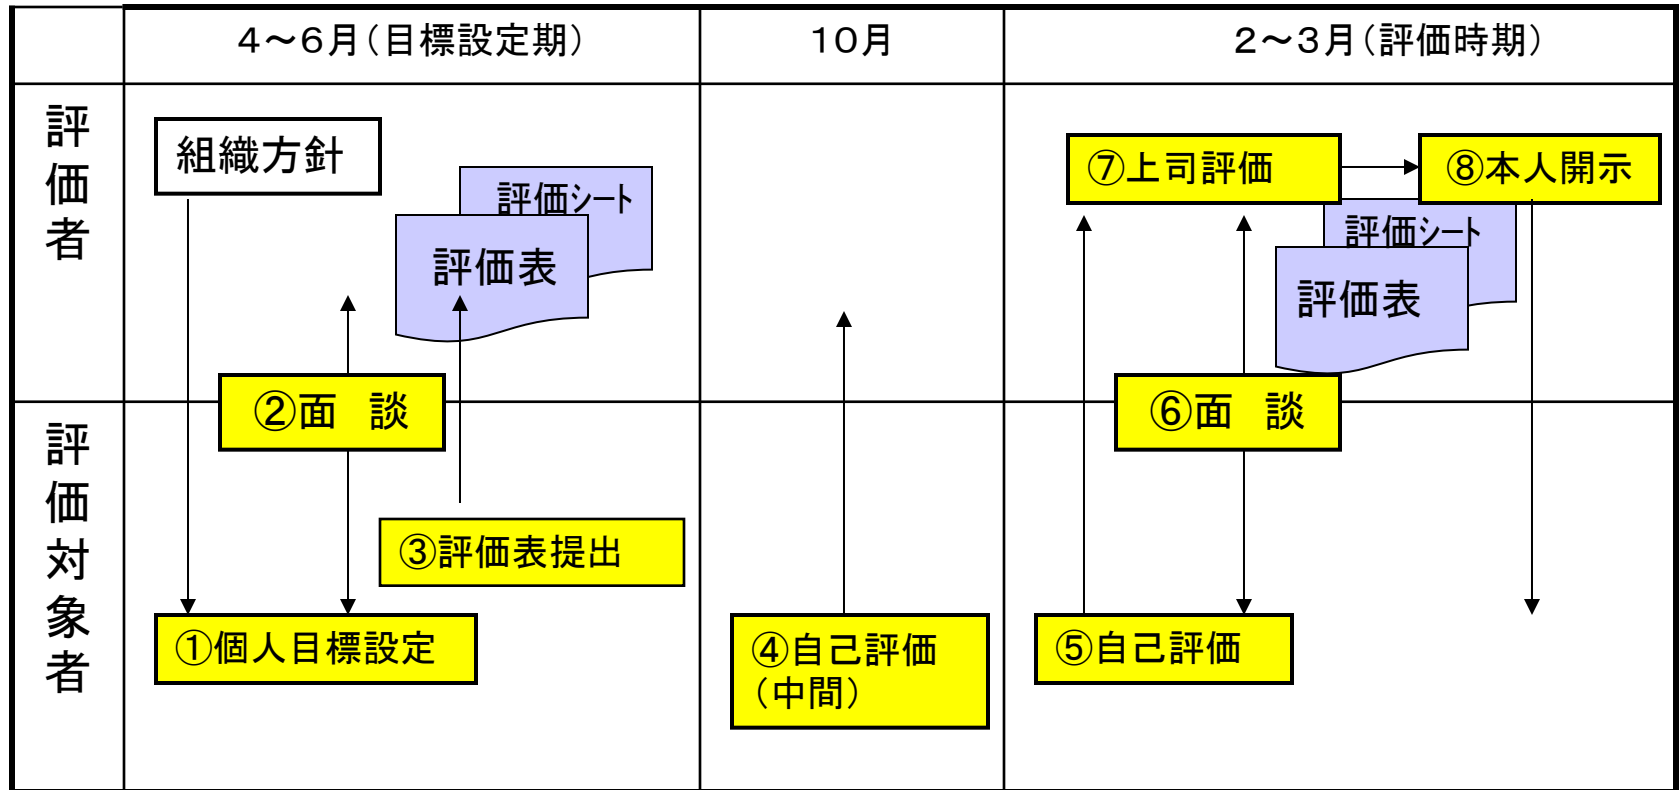 4～6月（目標設定期）
10月
2～3月（評価時期）
評価者
組織方針
評価シート
評価表
②面　談
⑦上司評価
⑧本人開示
評価シート
評価表
⑥面　談
評価対象者
③評価表提出
①個人目標設定
④自己評価
（中間）
⑤自己評価